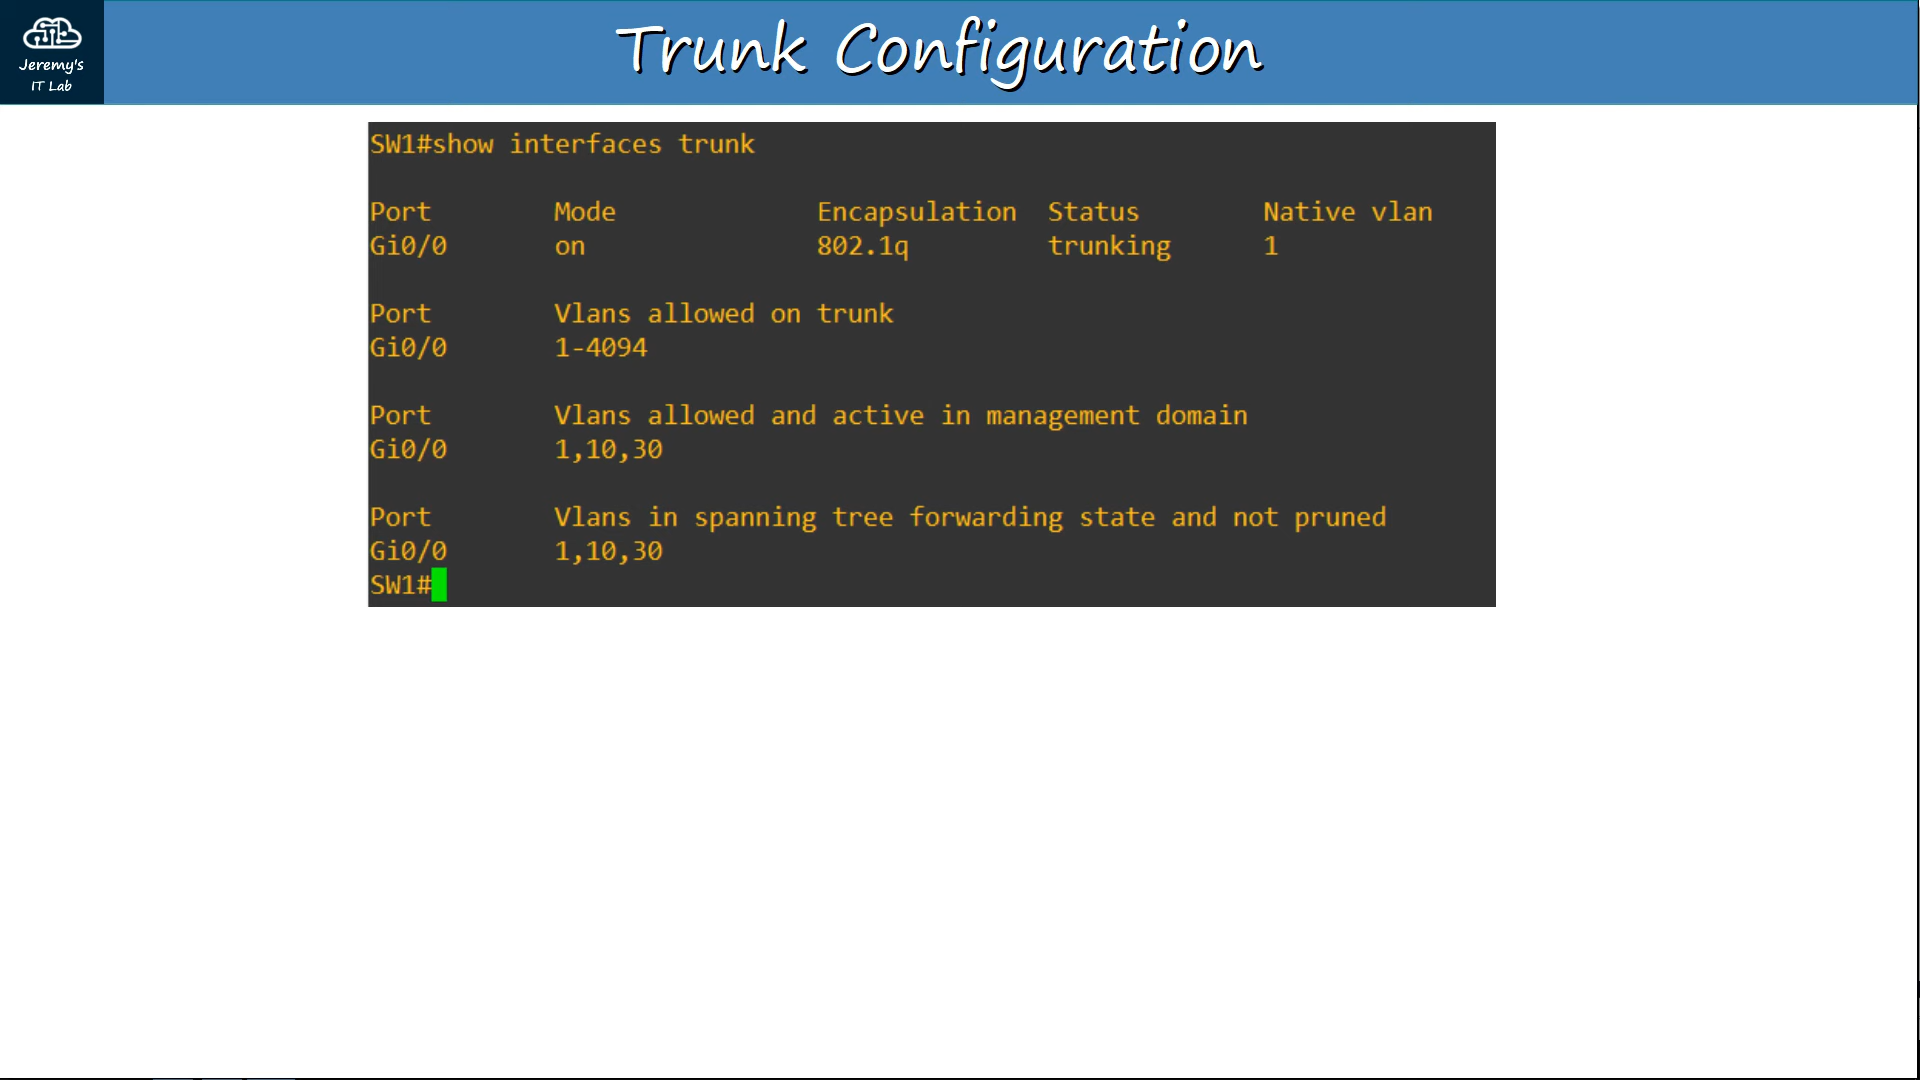 Jeremy's
IT Lab
Trunk Configuration
SW1#show interfaces trunk
Port Mode Encapsulation Status Native vlan
Gi0/0 on 802.1q trunking 1
Port Vlans allowed on trunk
Gi0/0 1-4094
Port Vlans allowed and active in management domain
Gi0/0 1,10,30
Port Vlans in spanning tree forwarding state and not pruned
Gi0/0 1,10,30
SW1#